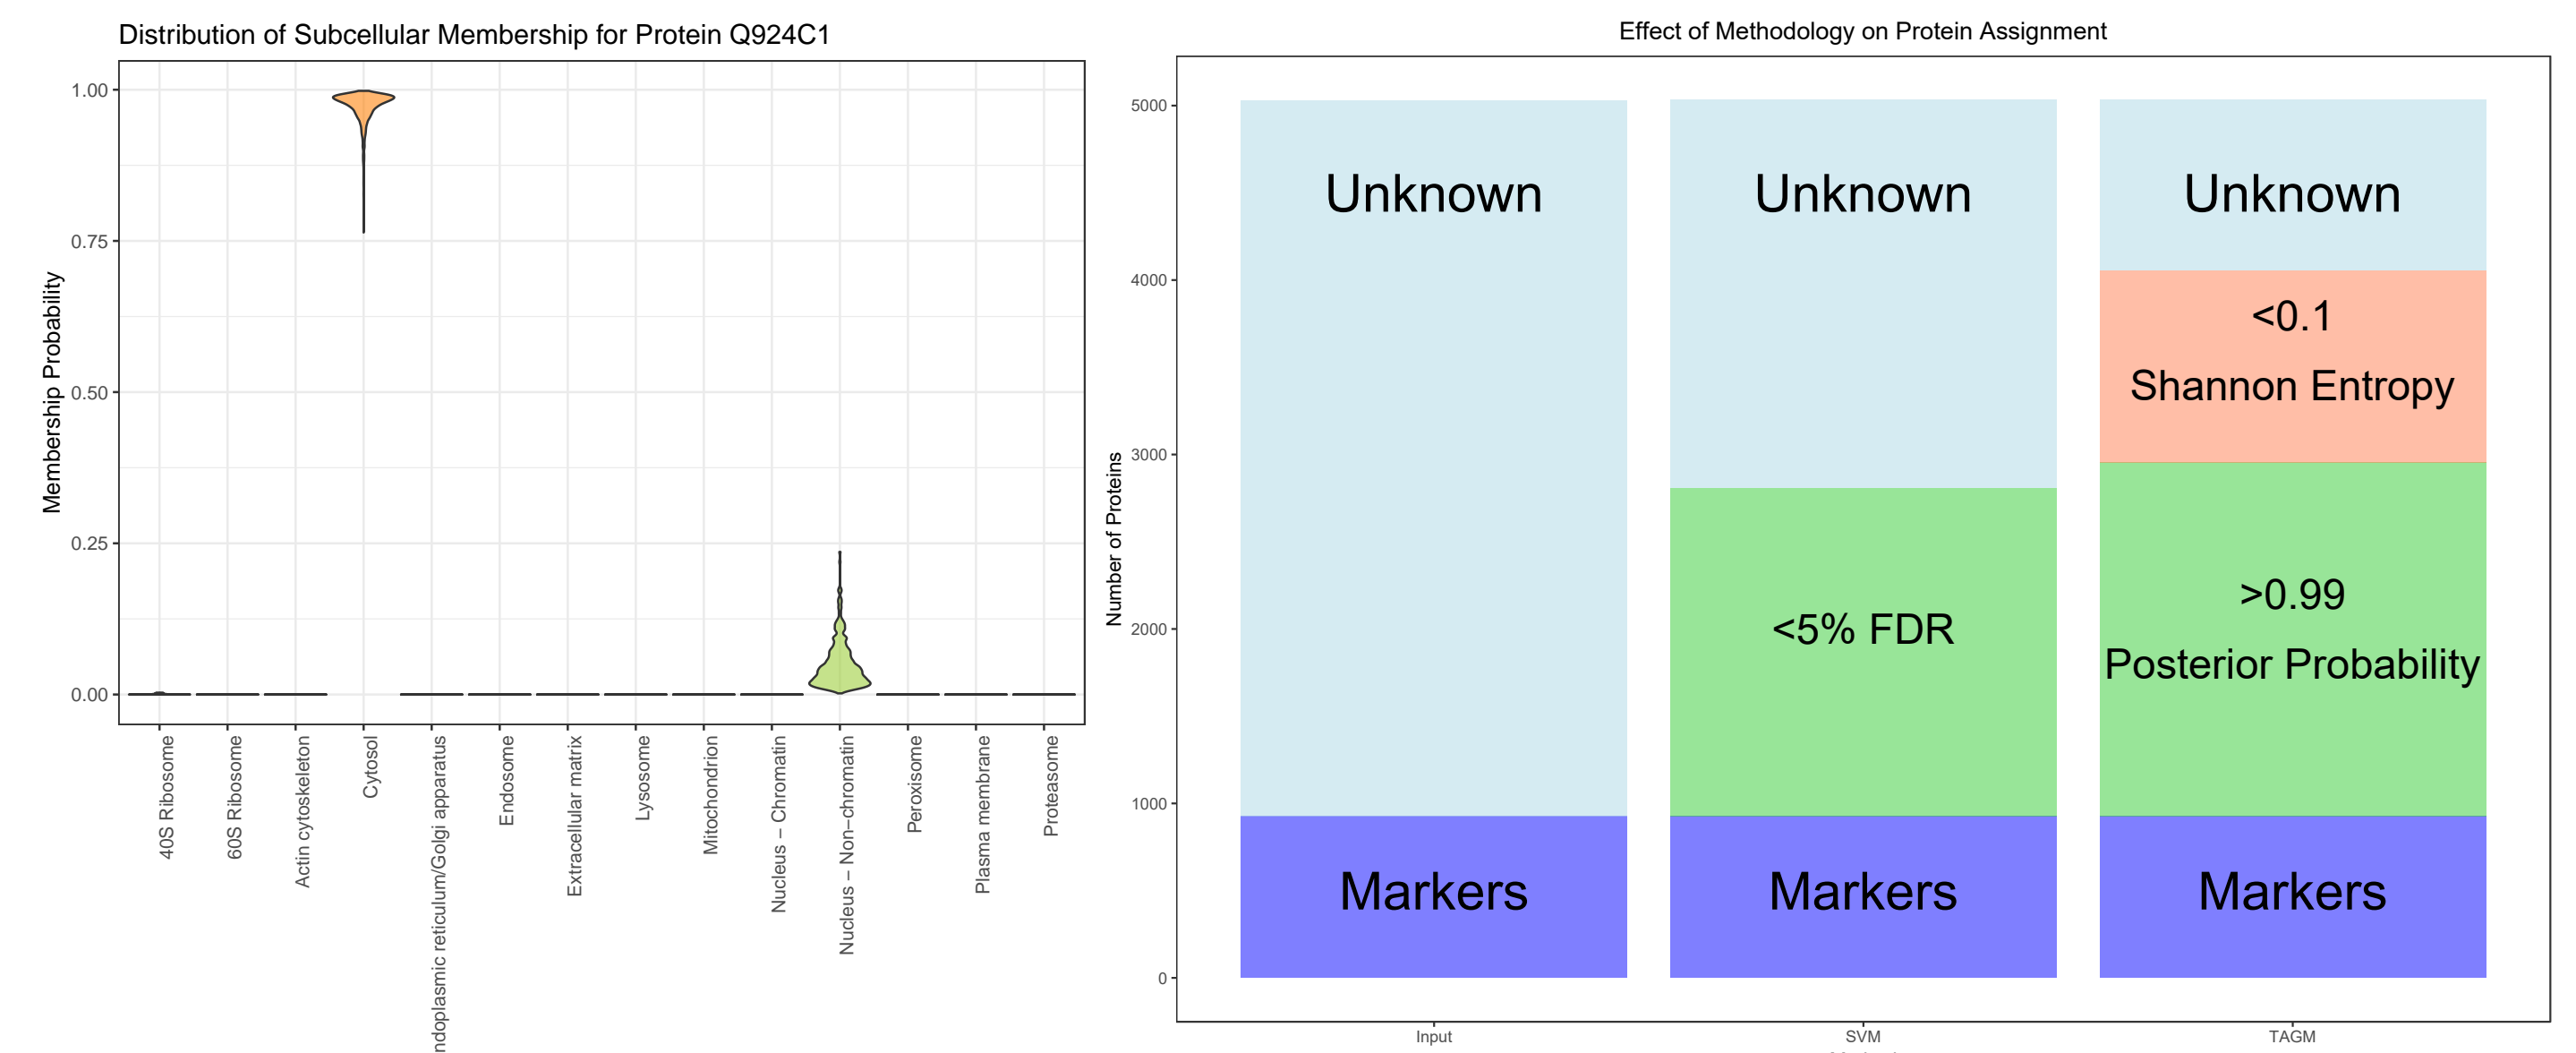 Distribution of Subcellular Membership for Protein Q924C1
Membership Probability
1.00
0.75
0.50
0.25
0.00
40S Ribosome
60S Ribosome
Actin cytoskeleton
Cytosol
ndoplasmic reticulum/Golgi apparatus
Endosome
Extracellular matrix
Lysosome
Mitochondrion
Nucleus − Chromatin
Nucleus − Non−chromatin
Peroxisome
Plasma membrane
Proteasome
Effect of Methodology on Protein Assignment
Number of Proteins
5000
4000
3000
2000
1000
0
Unknown
Markers
Unknown
<5% FDR
Markers
Unknown
<0.1
Shannon Entropy
>0.99
Posterior Probability
Markers
Input
SVM
TAGM